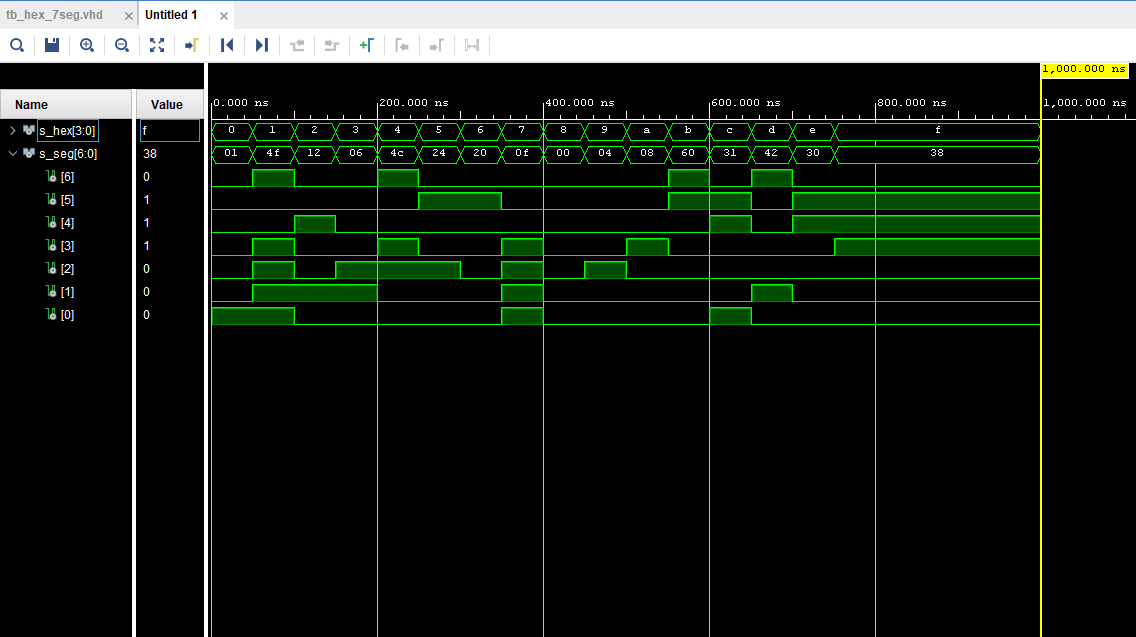 tb_hex_7seg.vhd × Untitled 1 ×
1,000.000 ns
Name Value 0.000 ns 200.000 ns 400.000 ns 600.000 ns 800.000 ns 1,000.000 ns
s_hex[3:0] f 0 1 2 3 4 5 6 7 8 9 a b c d e f
s_seg[6:0] 38 01 4f 12 06 4c 24 20 0f 00 04 08 60 31 42 30 38
[6] 0
[5] 1
[4] 1
[3] 1
[2] 0
[1] 0
[0] 0